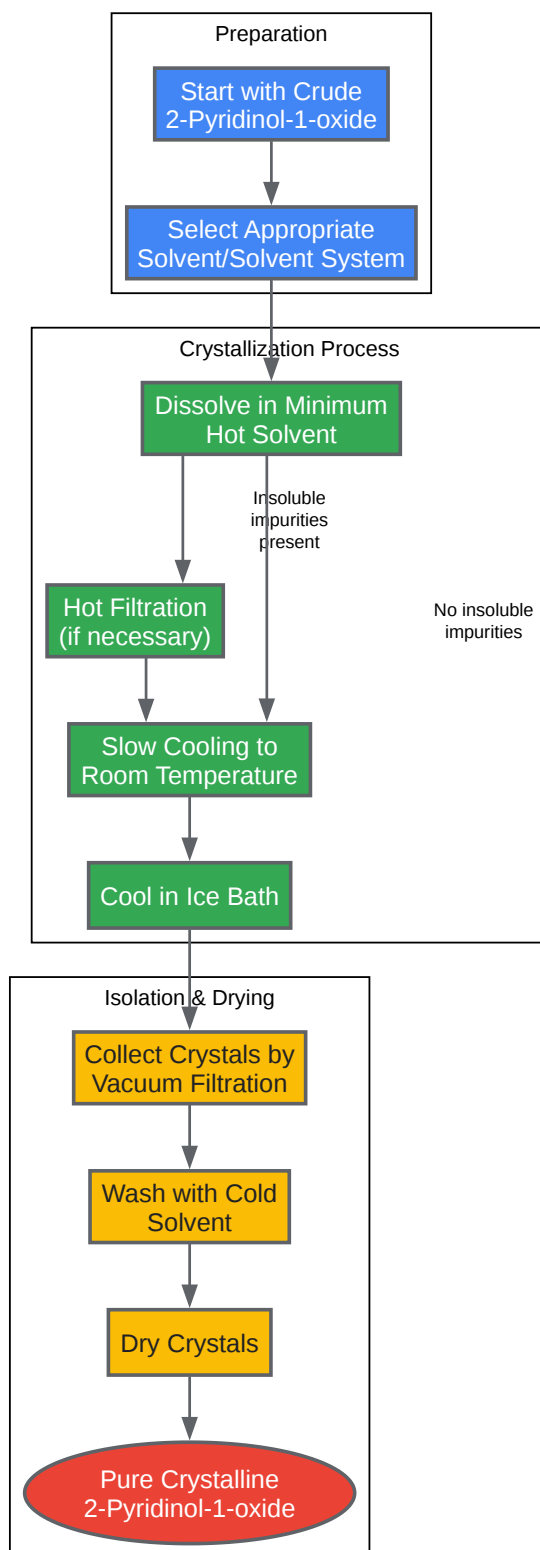 Preparation
Start with Crude
2-Pyridinol-1-oxide
Select Appropriate
Solvent/Solvent System
Crystallization Process
Dissolve in Minimum
Hot Solvent
Insoluble
impurities
present
Hot Filtration
(if necessary)
No insoluble
impurities
Slow Cooling to
Room Temperature
Cool in Ice Bath
Isolation & Drying
Collect Crystals by
Vacuum Filtration
Wash with Cold
Solvent
Dry Crystals
Pure Crystalline
2-Pyridinol-1-oxide